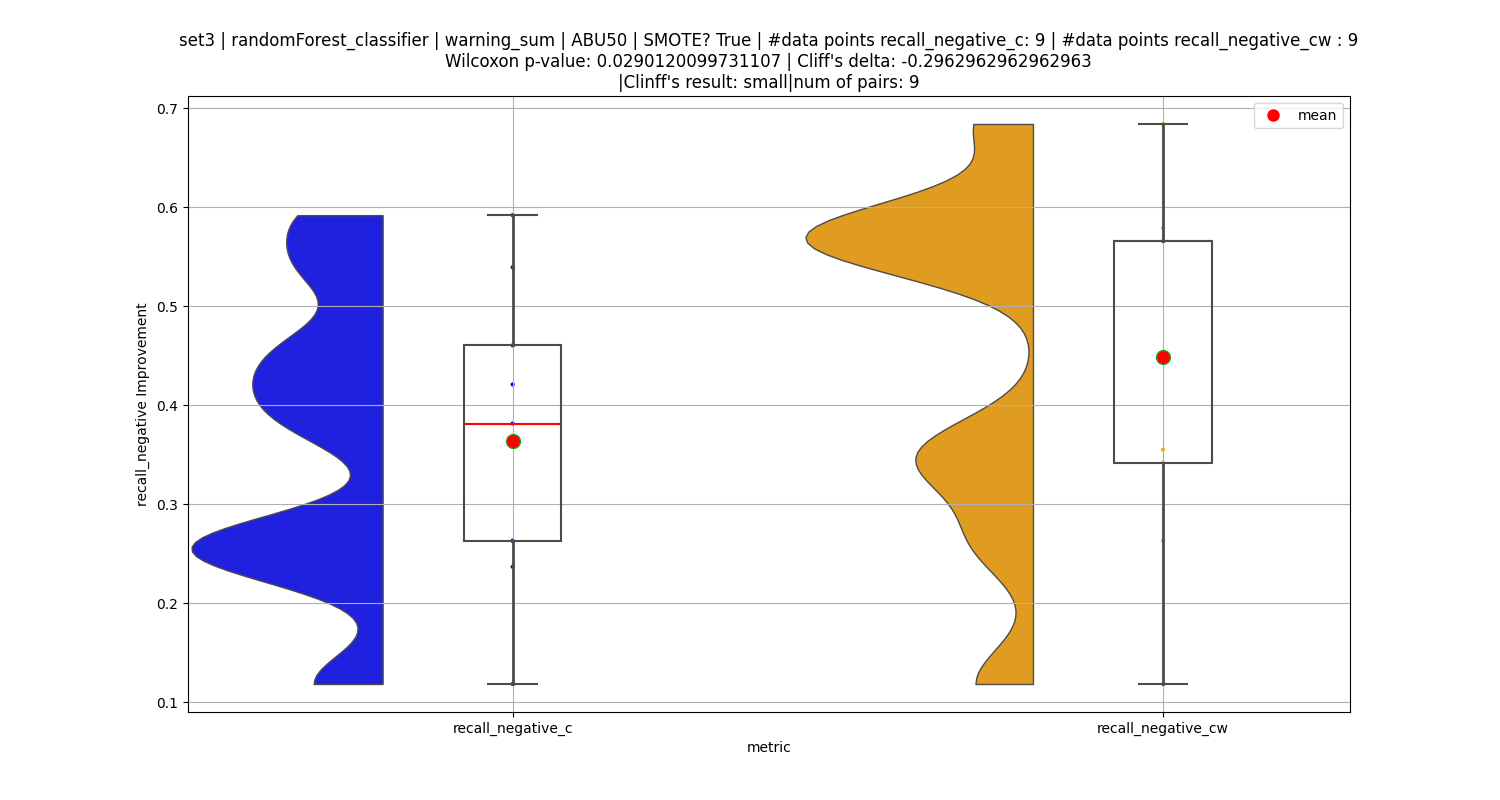 set3 | randomForest_classifier | warning_sum | ABU50 | SMOTE? True | #data points recall_negative_c: 9 | #data points recall_negative_cw : 9
Wilcoxon p-value: 0.0290120099731107 | Cliff's delta: -0.2962962962962963
|Clinff's result: small|num of pairs: 9
mean
0.7
0.6
0.5
0.4
0.3
0.2
0.1
recall_negative Improvement
recall_negative_c
recall_negative_cw
metric